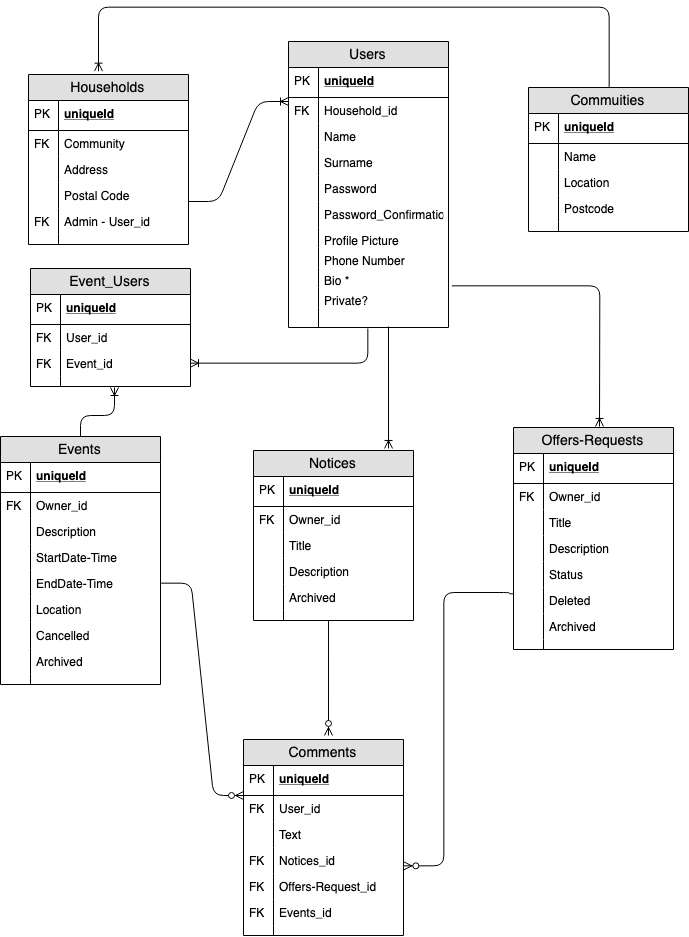 Users
PK uniqueId
FK Household_id
Name
Surname
Password
Password_Confirmatic
Profile Picture
Phone Number
Bio *
Private?
Households
PK uniqueId
FK Community
Address
Postal Code
FK Admin - User_id
Commuities
PK uniqueId
Name
Location
Postcode
Event_Users
PK uniqueId
FK User_id
FK Event_id
Events
PK uniqueId
FK Owner_id
Description
StartDate-Time
EndDate-Time
Location
Cancelled
Archived
Notices
PK uniqueId
FK Owner_id
Title
Description
Archived
Offers-Requests
PK uniqueId
FK Owner_id
Title
Description
Status
Deleted
Archived
Comments
PK uniqueId
FK User_id
Text
FK Notices_id
FK Offers-Request_id
FK Events_id